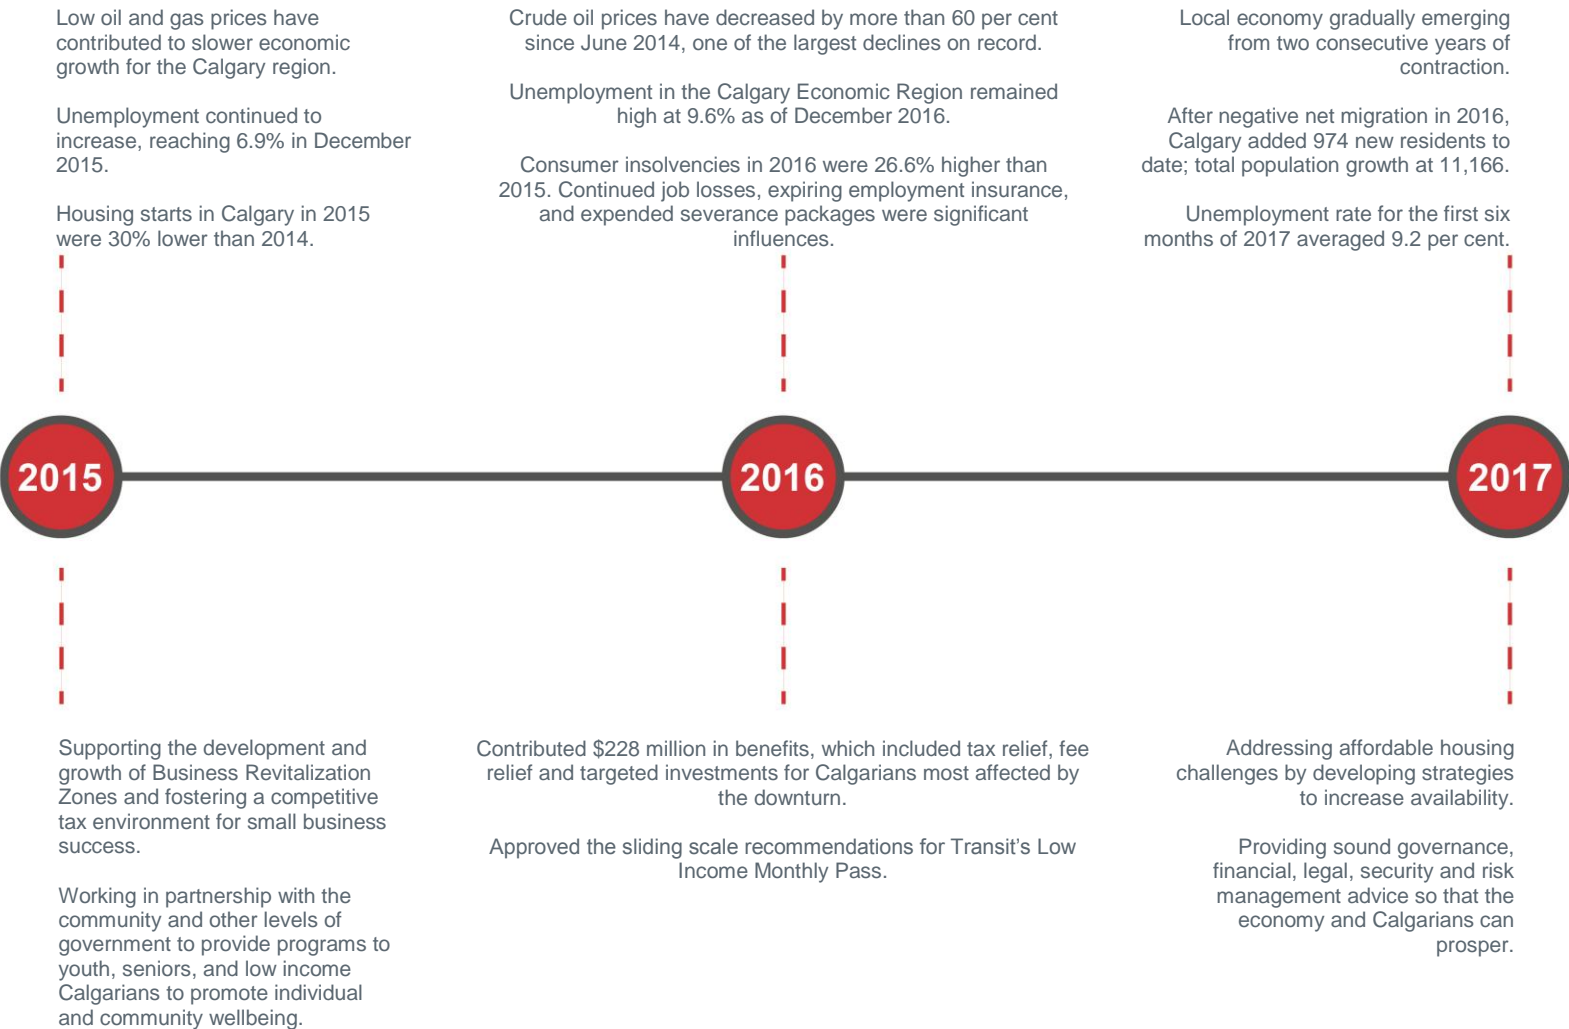 Low oil and gas prices have
contributed to slower economic
growth for the Calgary region.
Unemployment continued to
increase, reaching 6.9% in December
2015.
Housing starts in Calgary in 2015
were 30% lower than 2014.
Crude oil prices have decreased by more than 60 per cent
since June 2014, one of the largest declines on record.
Unemployment in the Calgary Economic Region remained
high at 9.6% as of December 2016.
Consumer insolvencies in 2016 were 26.6% higher than
2015. Continued job losses, expiring employment insurance,
and expended severance packages were significant
influences.
Local economy gradually emerging
from two consecutive years of
contraction.
After negative net migration in 2016,
Calgary added 974 new residents to
date; total population growth at 11,166.
Unemployment rate for the first six
months of 2017 averaged 9.2 per cent.
2015
2016
2017
Supporting the development and
growth of Business Revitalization
Zones and fostering a competitive
tax environment for small business
success.
Working in partnership with the
community and other levels of
government to provide programs to
youth, seniors, and low income
Calgarians to promote individual
and community wellbeing.
Contributed $228 million in benefits, which included tax relief, fee
relief and targeted investments for Calgarians most affected by
the downturn.
Approved the sliding scale recommendations for Transit's Low
Income Monthly Pass.
Addressing affordable housing
challenges by developing strategies
to increase availability.
Providing sound governance,
financial, legal, security and risk
management advice so that the
economy and Calgarians can
prosper.